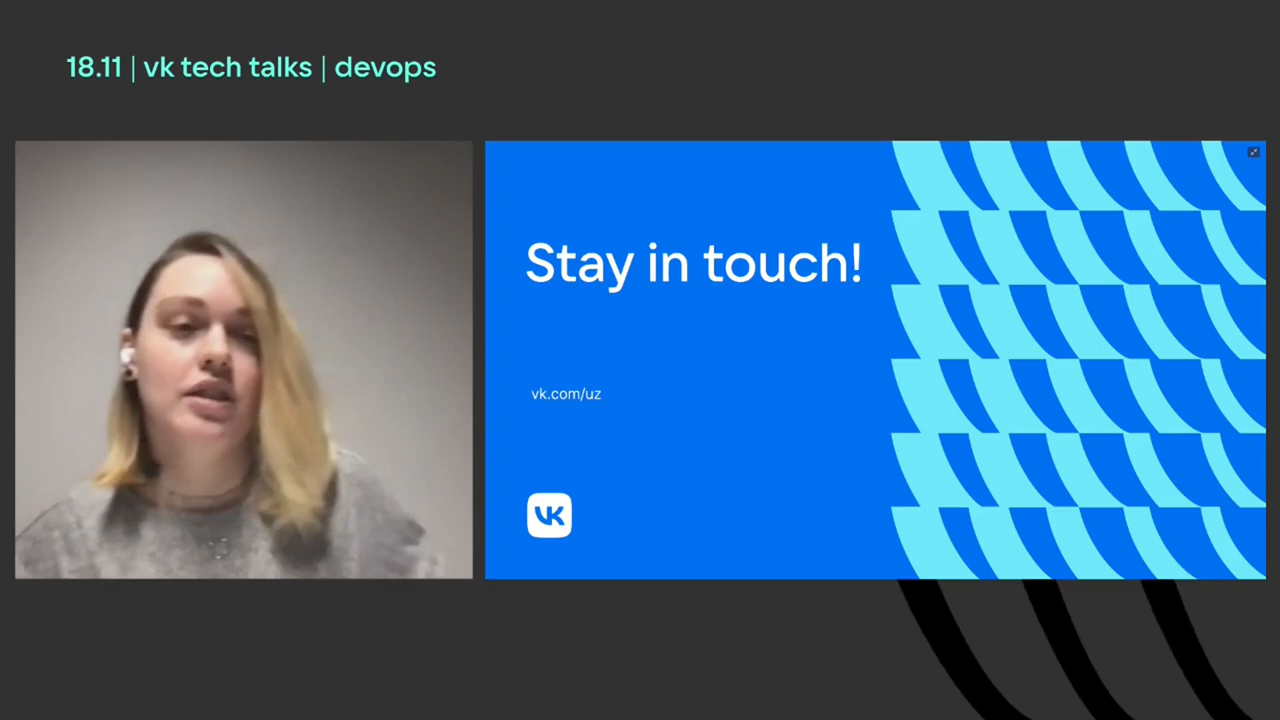 18.11 | vk tech talks | devops
Stay in touch!
vk.com/uz
VK